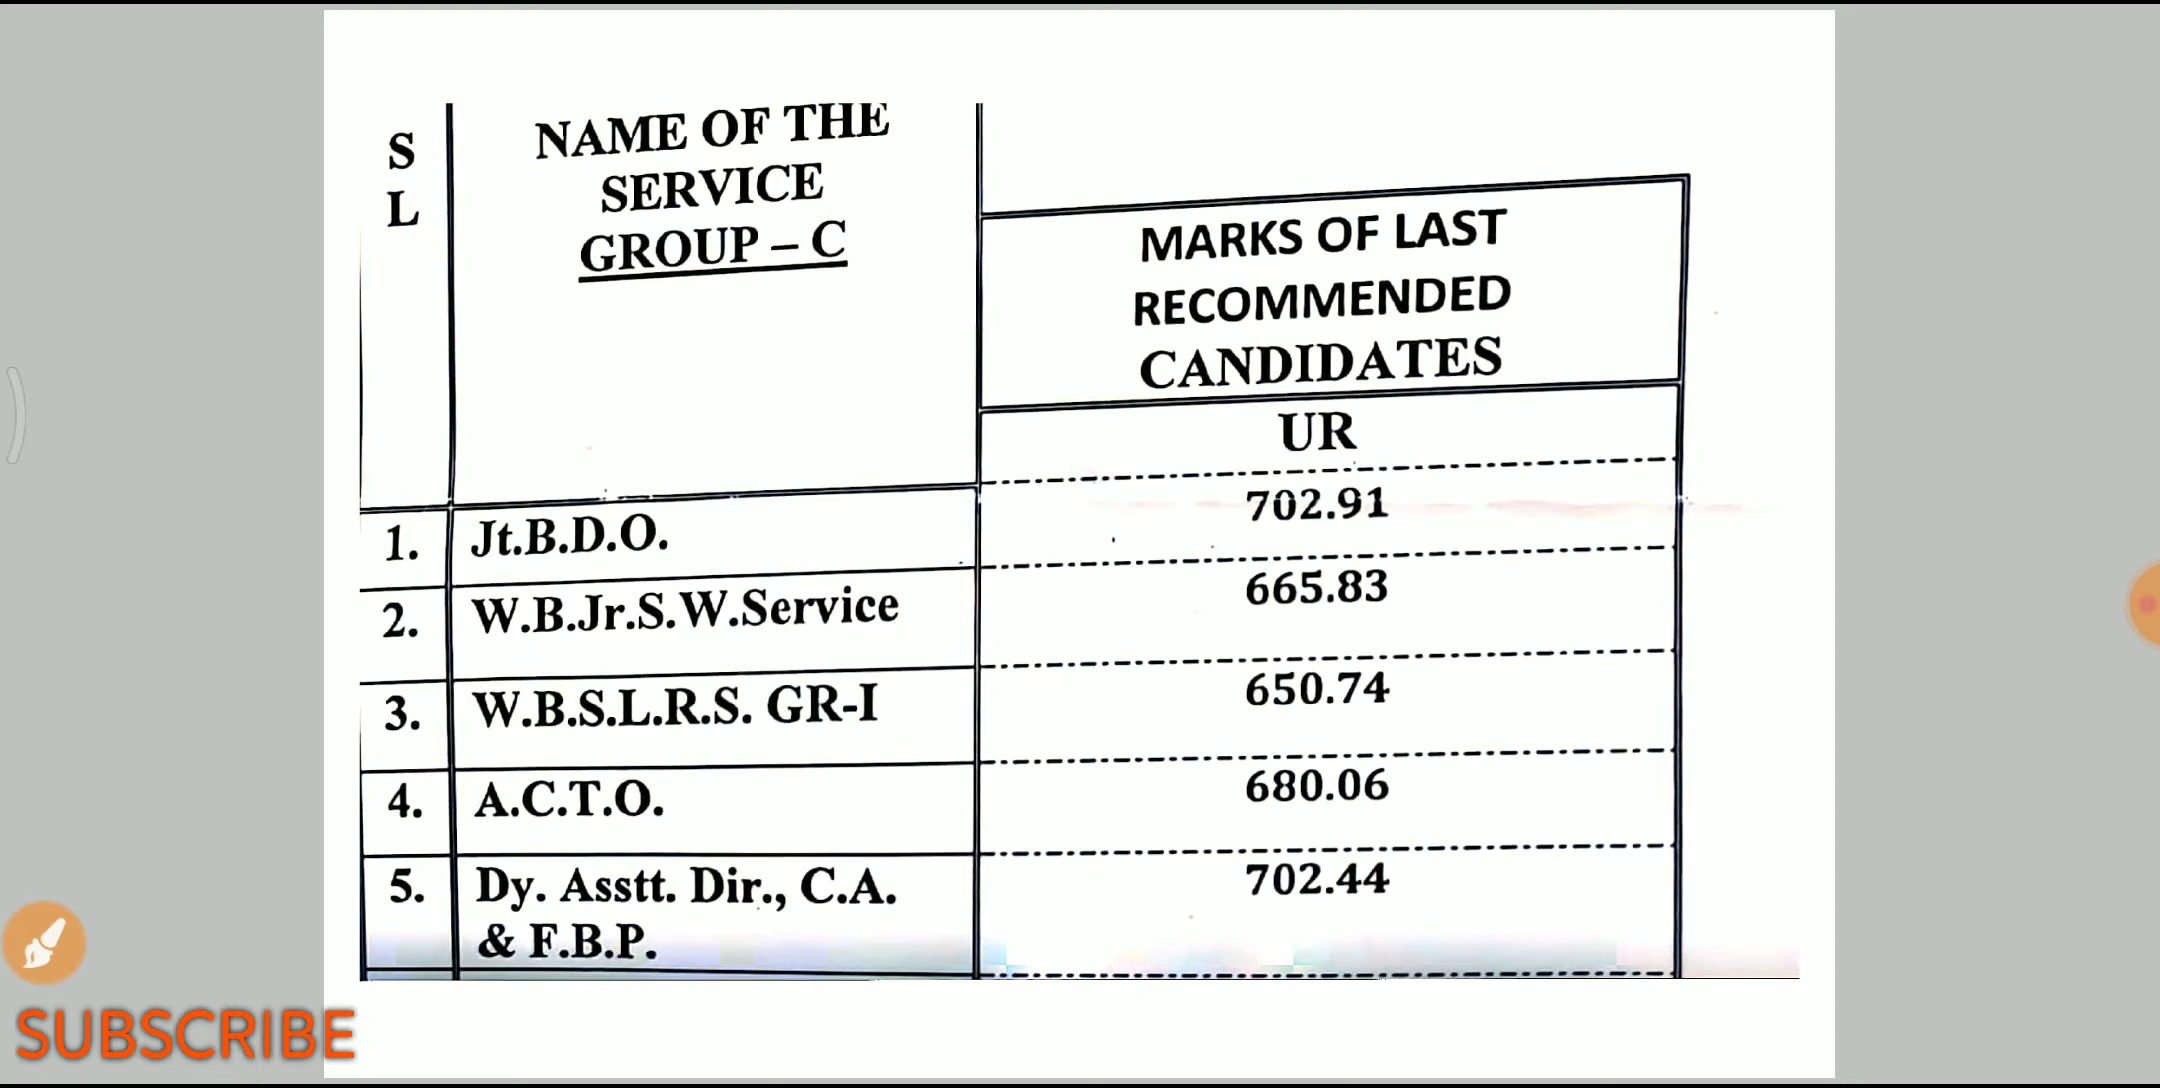 S
L
NAME OF THE
SERVICE
GROUP – C
MARKS OF LAST
RECOMMENDED
CANDIDATES
UR
1. Jt.B.D.O. 702.91
2. W.B.Jr.S.W.Service 665.83
3. W.B.S.L.R.S. GR-I 650.74
4. A.C.T.O. 680.06
5. Dy. Asstt. Dir., C.A. 702.44
& F.B.P.
SUBSCRIBE